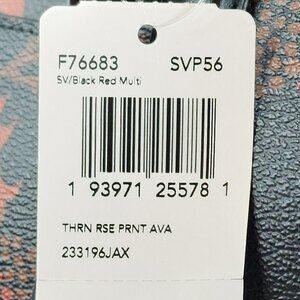 F76683 SVP56
SV/Black Red Multi
1 93971 25578 1
THRN RSE PRNT AVA
233196JAX